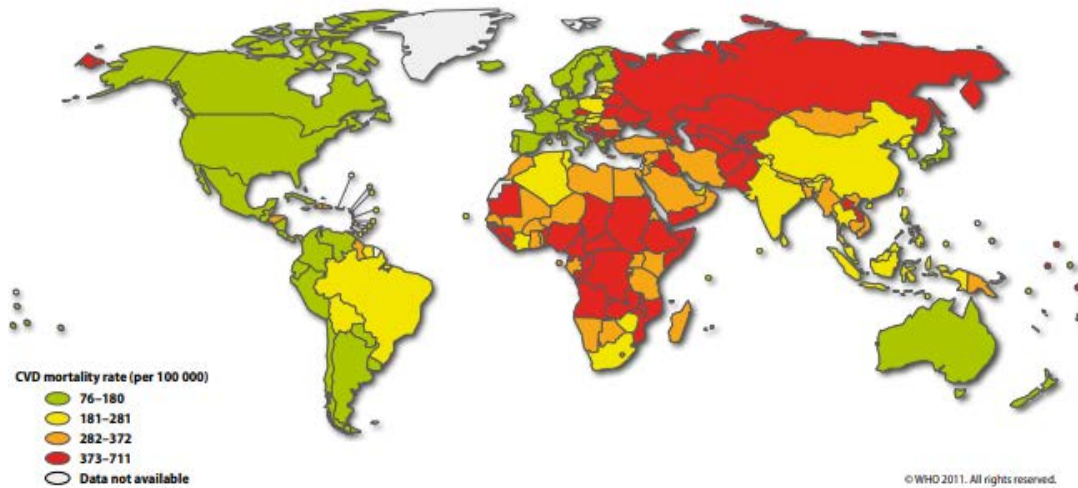 CVD mortality rate (per 100 000)
76–180
181–281
282–372
373–711
Data not available
© WHO 2011. All rights reserved.